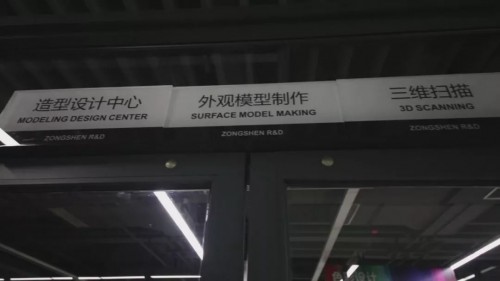 造型设计中心
MODELING DESIGN CENTER
ZONGSHEN R&D
外观模型制作
SURFACE MODEL MAKING
ZONGSHEN R&D
三维扫描
3D SCANNING
ZONGSHEN R&D